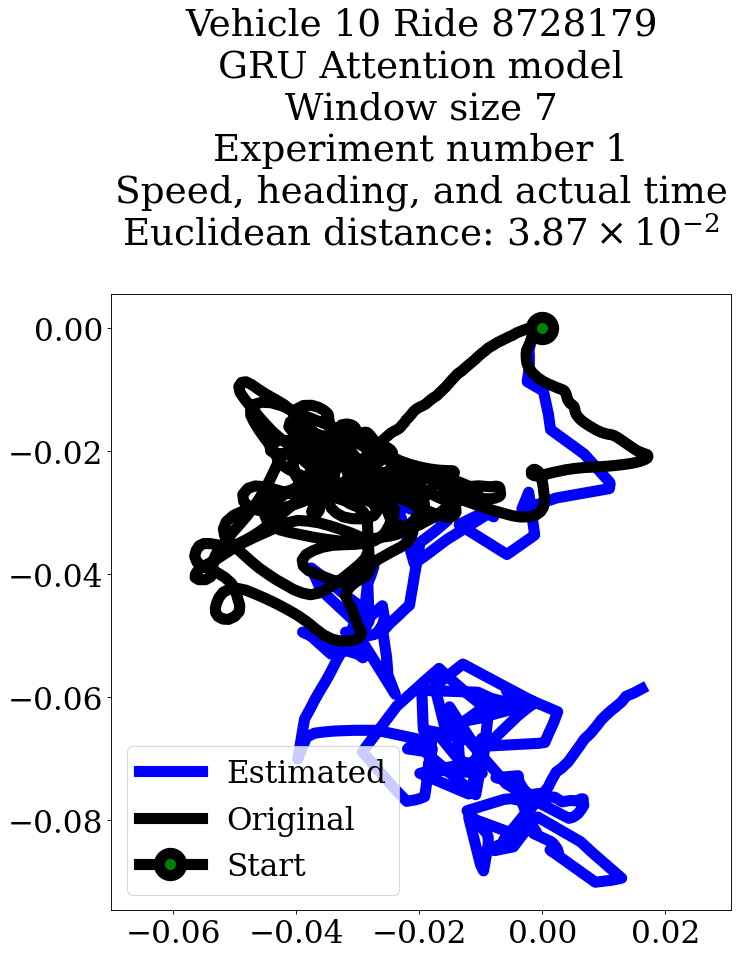 Vehicle 10 Ride 8728179
GRU Attention model
Window size 7
Experiment number 1
Speed, heading, and actual time
Euclidean distance: 3.87 × 10⁻²
0.00
−0.02
−0.04
−0.06
−0.08
Estimated
Original
Start
−0.06 −0.04 −0.02 0.00 0.02